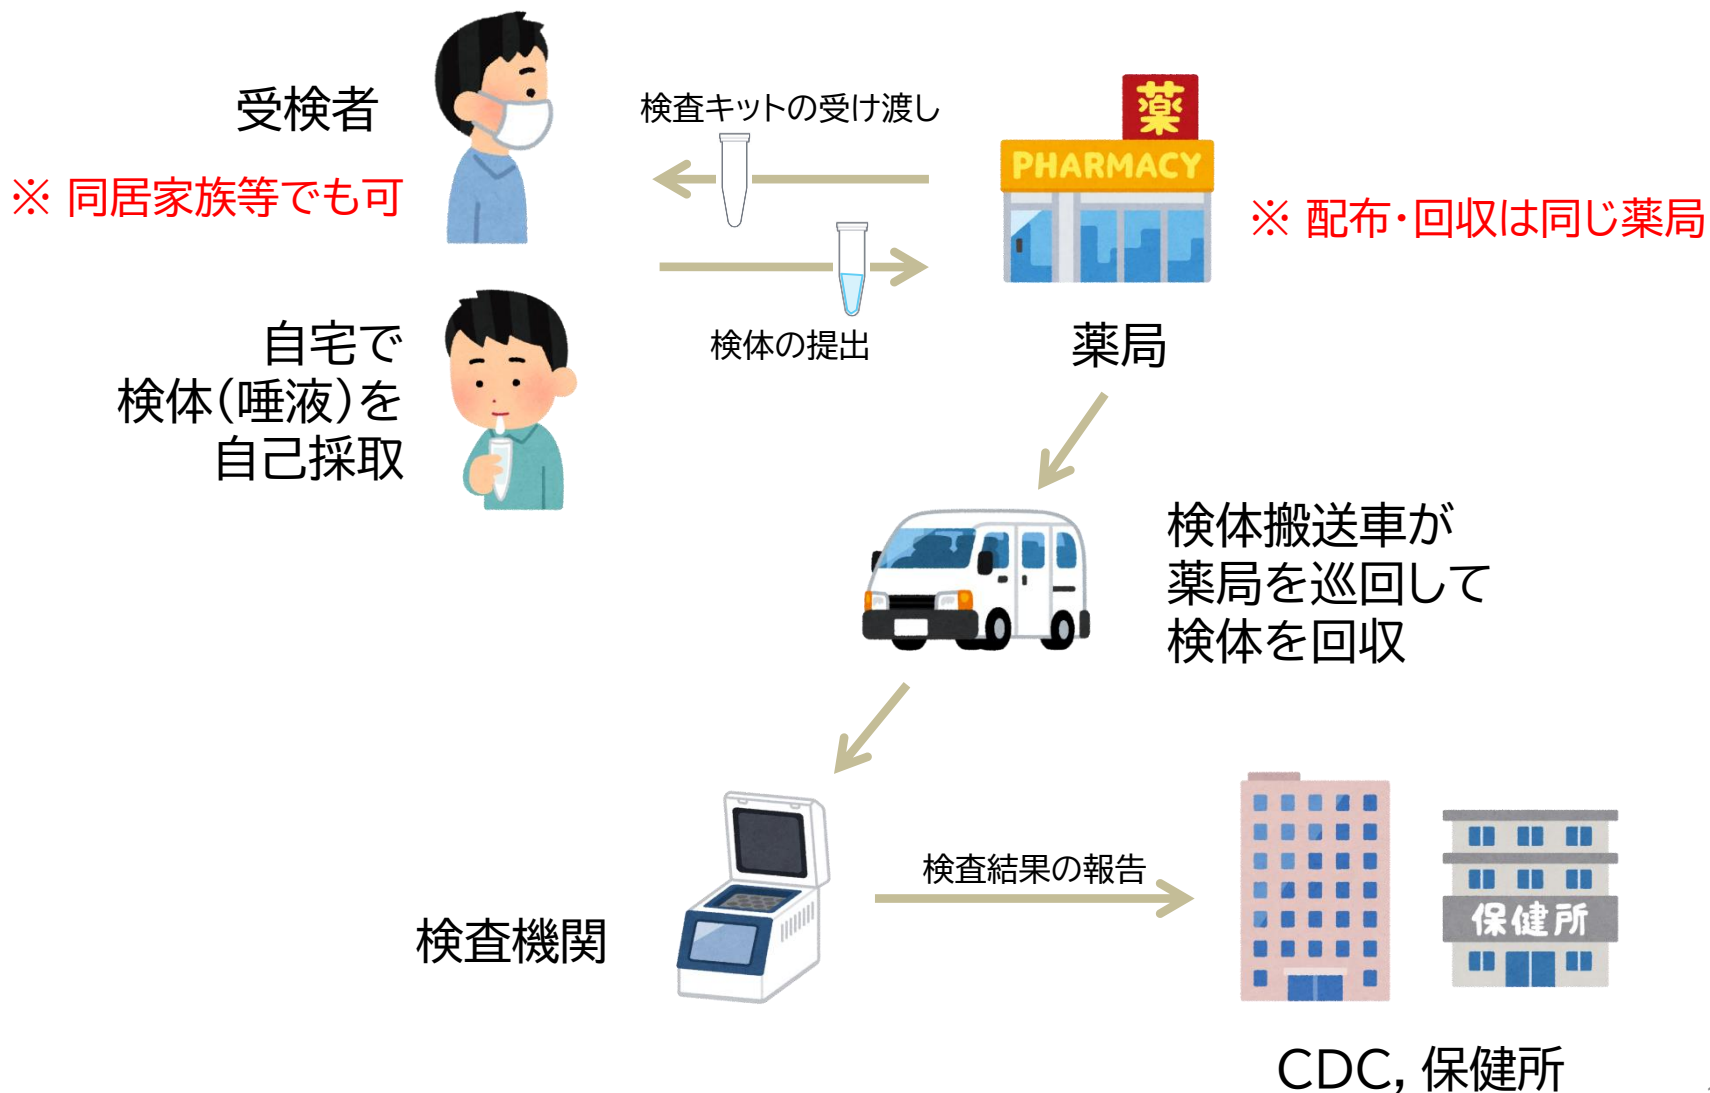 受検者
※ 同居家族等でも可
検査キットの受け渡し
薬
PHARMACY
※ 配布・回収は同じ薬局
検体の提出
薬局
自宅で
検体(唾液)を
自己採取
検体搬送車が
薬局を巡回して
検体を回収
検査機関
検査結果の報告
保健所
CDC, 保健所